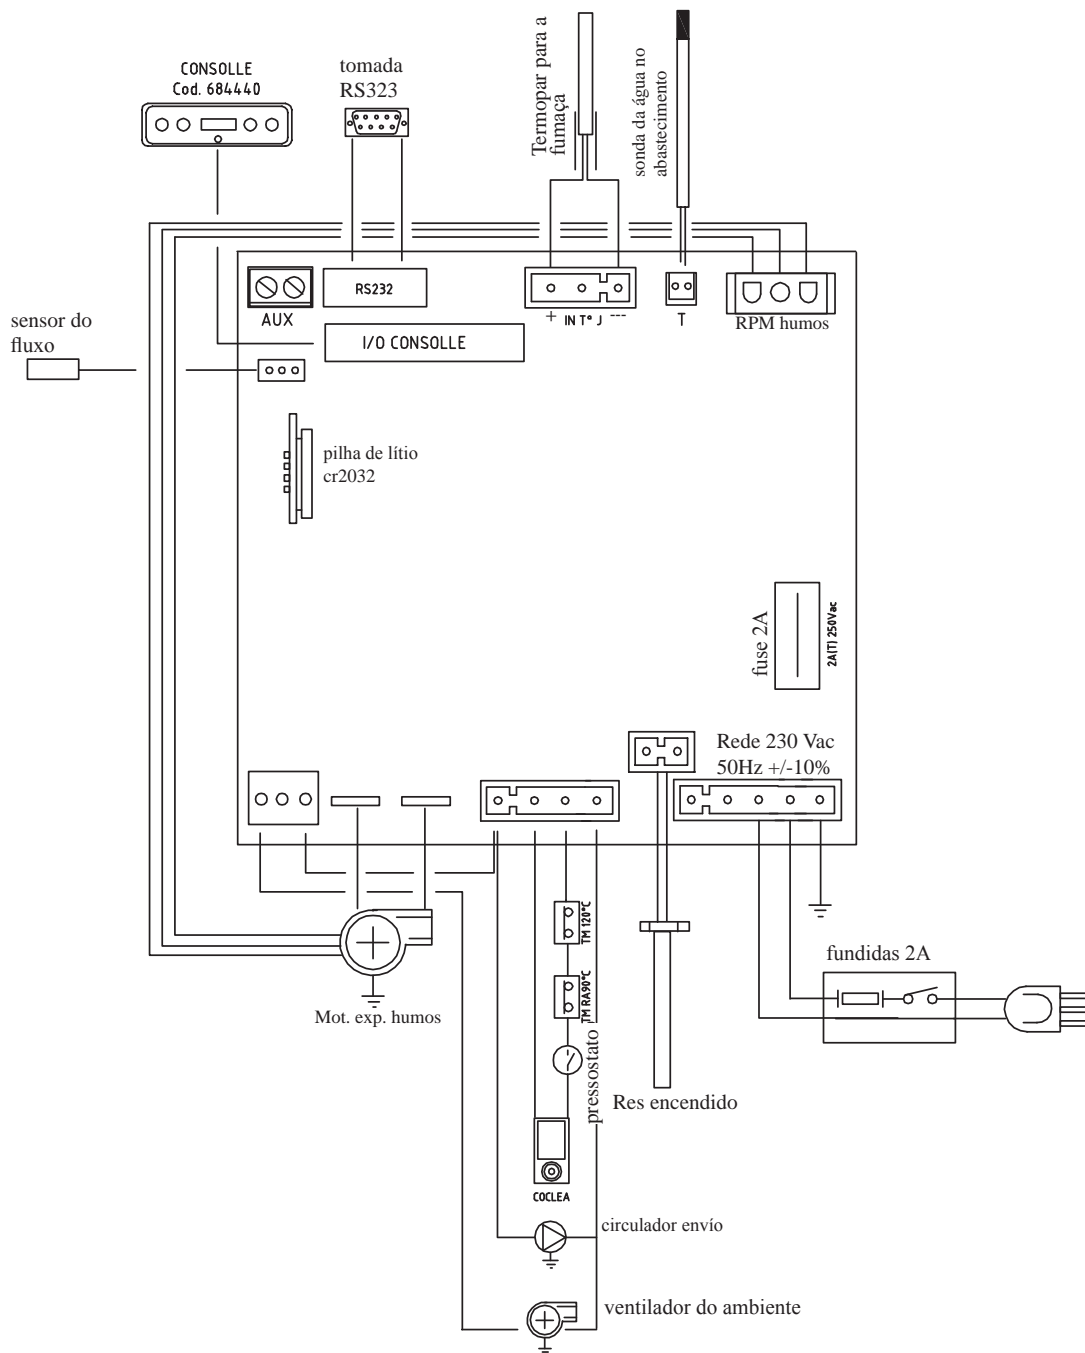 CONSOLLE
Cod. 684440
tomada
RS323
Termopar para a
fumaça
sonda da água no
abastecimento
RS232
AUX
I/O CONSOLLE
+ IN T° J ---
T
RPM humos
sensor do
fluxo
pilha de lítio
cr2032
fuse 2A
2A(T) 250Vac
Rede 230 Vac
50Hz +/-10%
TM 120°C
TM RA90°C
pressostato
fundidas 2A
Mot. exp. humos
Res encendido
COCLEA
circulador envío
ventilador do ambiente